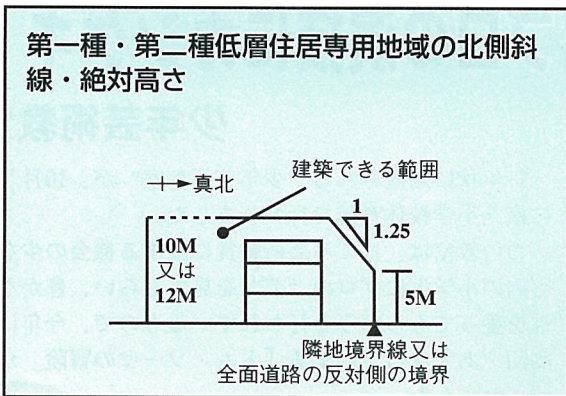 第一種・第二種低層住居専用地域の北側斜
線・絶対高さ
建築できる範囲
真北
1
1.25
10M
又は
12M
5M
隣地境界線又は
全面道路の反対側の境界